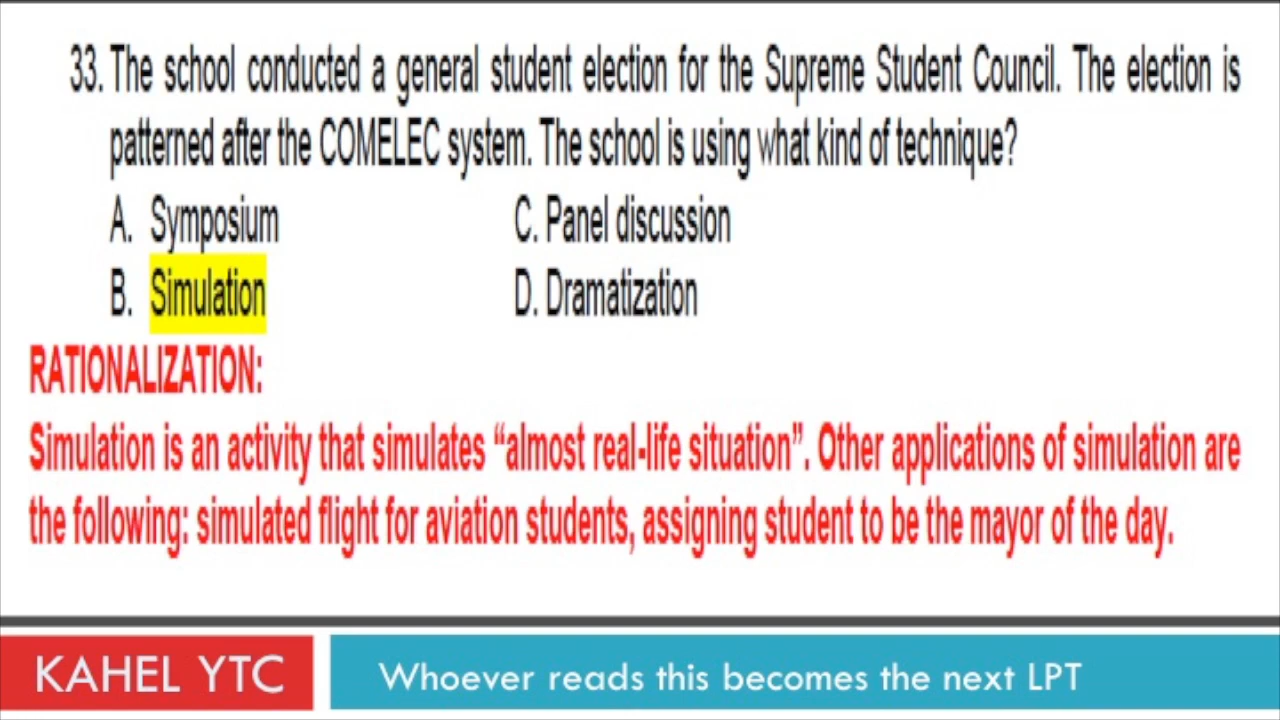 33. The school conducted a general student election for the Supreme Student Council. The election is
patterned after the COMELEC system. The school is using what kind of technique?
A. Symposium C. Panel discussion
B. Simulation D. Dramatization
RATIONALIZATION:
Simulation is an activity that simulates “almost real-life situation”. Other applications of simulation are
the following: simulated flight for aviation students, assigning student to be the mayor of the day.
KAHEL YTC Whoever reads this becomes the next LPT